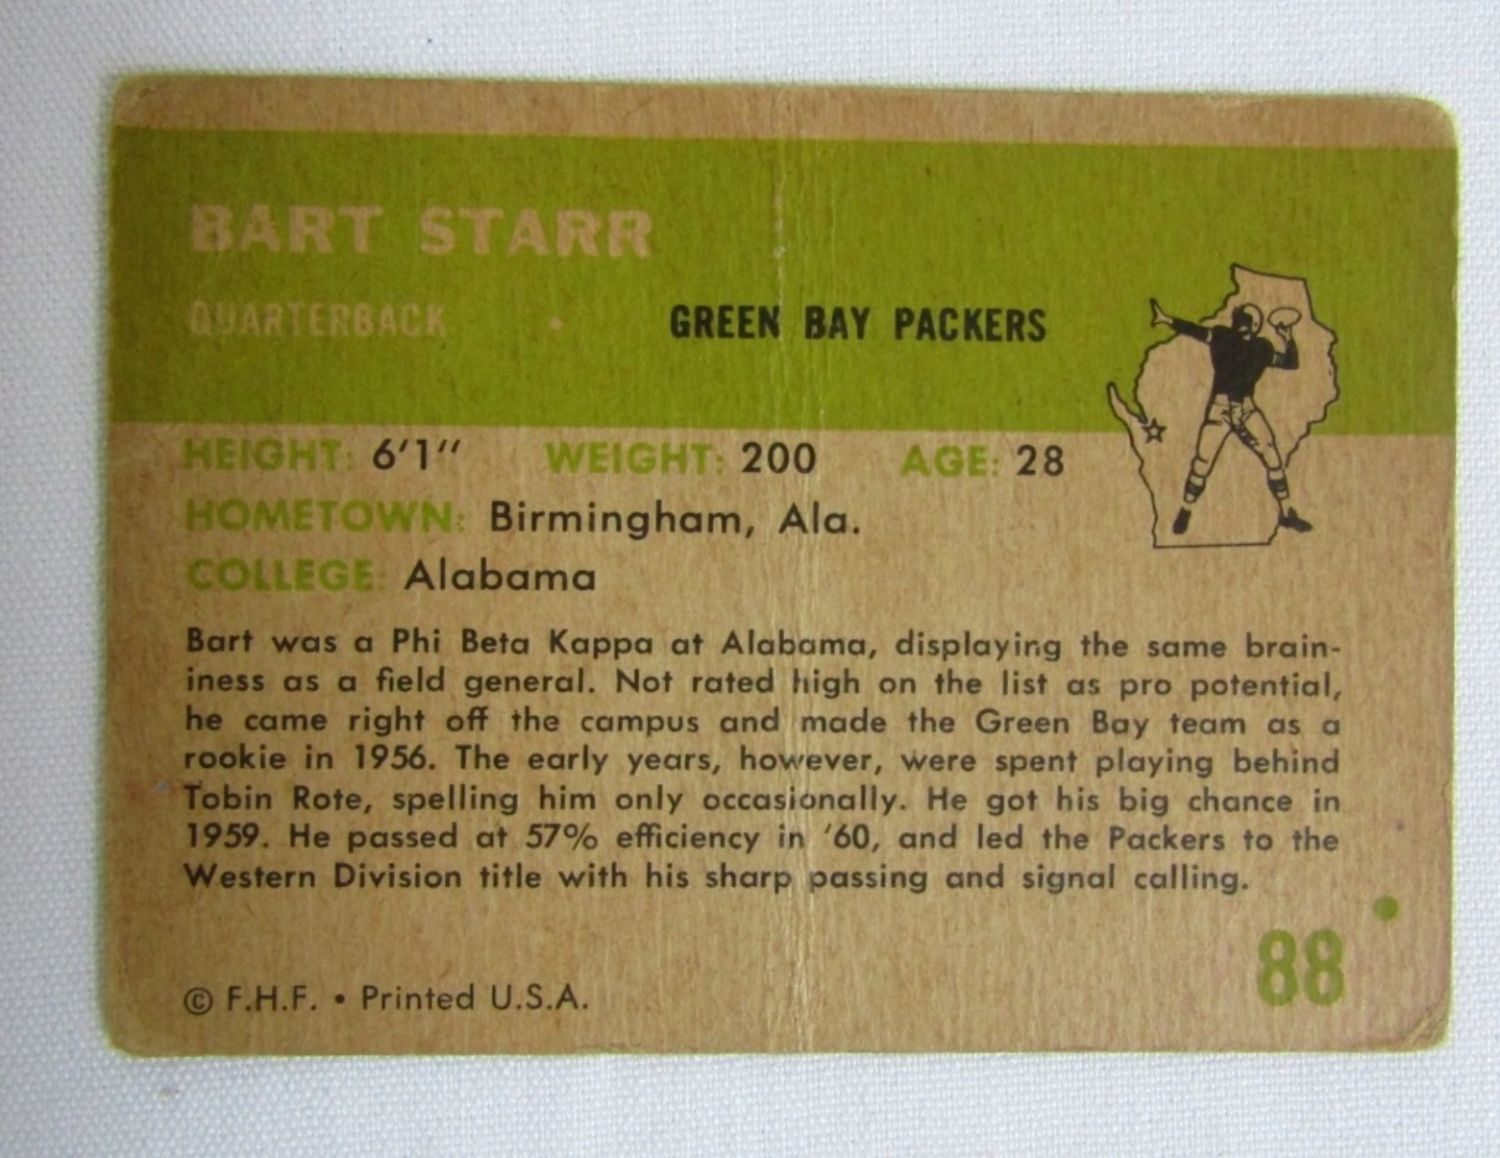 BART STARR
QUARTERBACK • GREEN BAY PACKERS
HEIGHT: 6'1" WEIGHT: 200 AGE: 28
HOMETOWN: Birmingham, Ala.
COLLEGE: Alabama
Bart was a Phi Beta Kappa at Alabama, displaying the same brain-
iness as a field general. Not rated high on the list as pro potential,
he came right off the campus and made the Green Bay team as a
rookie in 1956. The early years, however, were spent playing behind
Tobin Rote, spelling him only occasionally. He got his big chance in
1959. He passed at 57% efficiency in '60, and led the Packers to the
Western Division title with his sharp passing and signal calling.
88
© F.H.F. • Printed U.S.A.